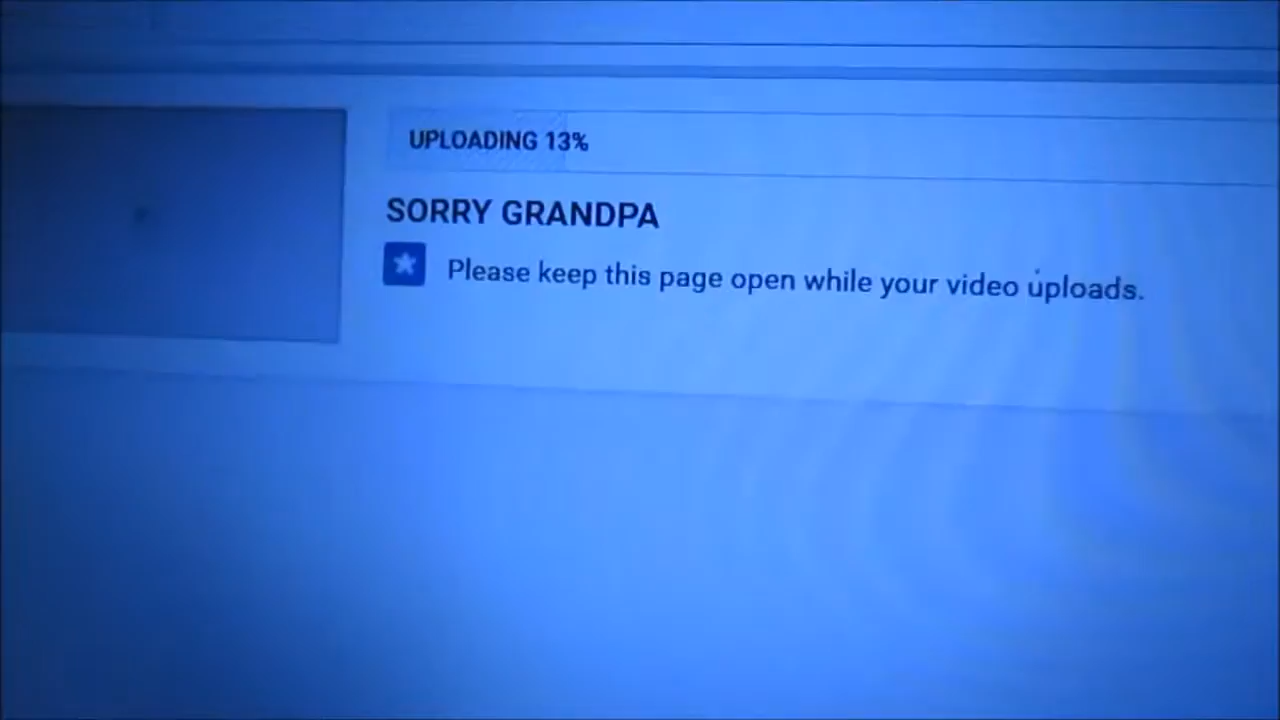 UPLOADING 13%
SORRY GRANDPA
Please keep this page open while your video uploads.